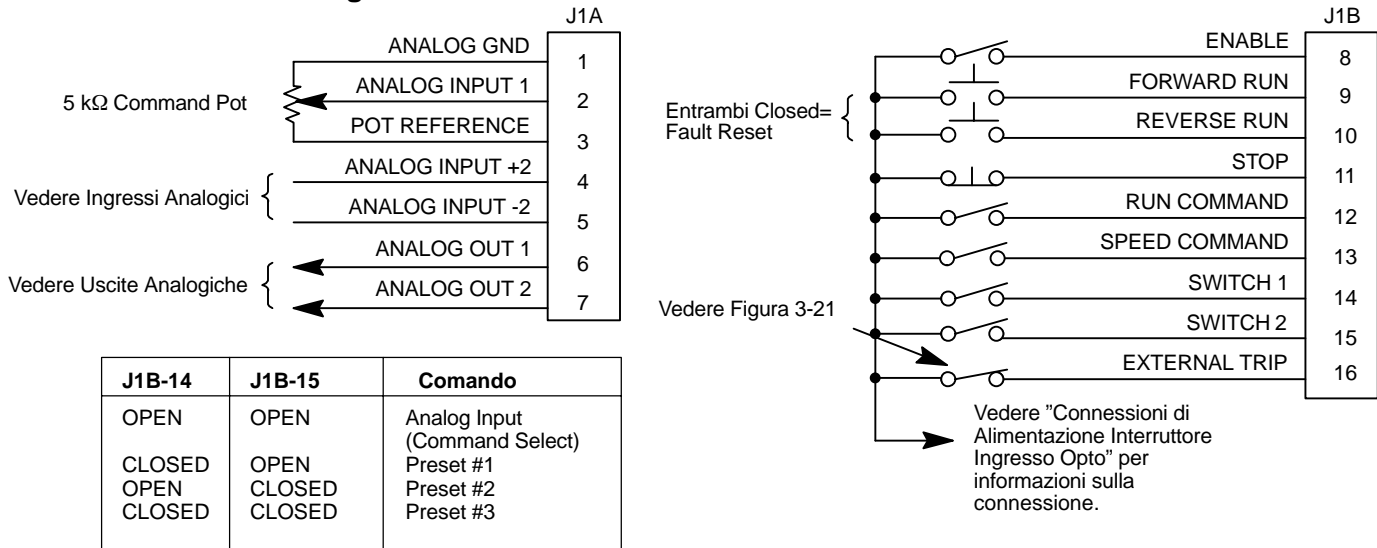 J1A
ANALOG GND
1
ANALOG INPUT 1
2
5 kΩ Command Pot
POT REFERENCE
3
ANALOG INPUT +2
4
Vedere Ingressi Analogici
ANALOG INPUT -2
5
ANALOG OUT 1
6
Vedere Uscite Analogiche
ANALOG OUT 2
7
J1B-14 J1B-15 Comando
OPEN OPEN Analog Input
(Command Select)
CLOSED OPEN Preset #1
OPEN CLOSED Preset #2
CLOSED CLOSED Preset #3
J1B
ENABLE
8
FORWARD RUN
9
Entrambi Closed=
Fault Reset
REVERSE RUN
10
STOP
11
RUN COMMAND
12
SPEED COMMAND
13
SWITCH 1
14
Vedere Figura 3-21
SWITCH 2
15
EXTERNAL TRIP
16
Vedere ”Connessioni di
Alimentazione Interruttore
Ingresso Opto” per
informazioni sulla
connessione.